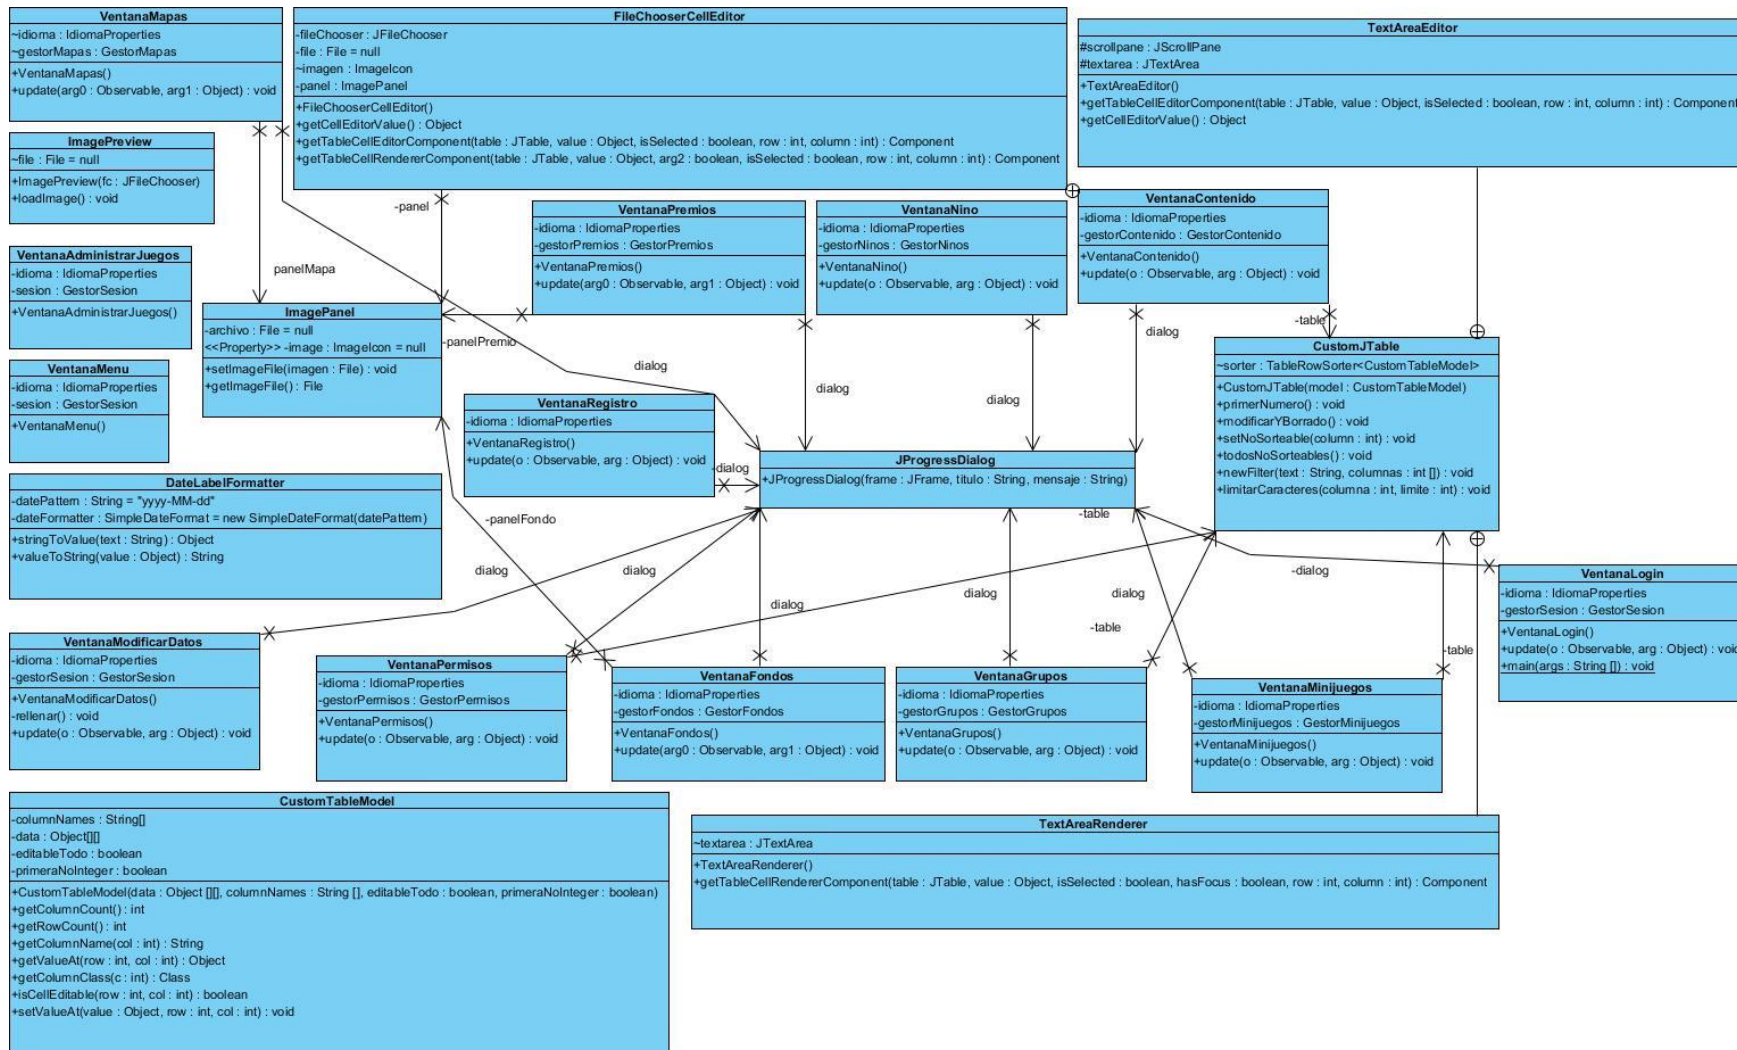 VentanaMapas
~idioma : IdiomaProperties
~gestorMapas : GestorMapas
+VentanaMapas()
+update(arg0 : Observable, arg1 : Object) : void
FileChooserCellEditor
-fileChooser : JFileChooser
-file : File = null
~imagen : ImageIcon
-panel : ImagePanel
+FileChooserCellEditor()
+getCellEditorValue() : Object
+getTableCellEditorComponent(table : JTable, value : Object, isSelected : boolean, row : int, column : int) : Component
+getTableCellRendererComponent(table : JTable, value : Object, arg2 : boolean, isSelected : boolean, row : int, column : int) : Component
TextAreaEditor
#scrollpane : JScrollPane
#textarea : JTextArea
+TextAreaEditor()
+getTableCellEditorComponent(table : JTable, value : Object, isSelected : boolean, row : int, column : int) : Component
+getCellEditorValue() : Object
ImagePreview
~file : File = null
+ImagePreview(fc : JFileChooser)
+loadImage() : void
-panel
VentanaPremios
-idioma : IdiomaProperties
-gestorPremios : GestorPremios
+VentanaPremios()
+update(arg0 : Observable, arg1 : Object) : void
VentanaNino
-idioma : IdiomaProperties
-gestorNinos : GestorNinos
+VentanaNino()
+update(o : Observable, arg : Object) : void
VentanaContenido
-idioma : IdiomaProperties
-gestorContenido : GestorContenido
+VentanaContenido()
+update(o : Observable, arg : Object) : void
VentanaAdministrarJuegos
-idioma : IdiomaProperties
-sesion : GestorSesion
+VentanaAdministrarJuegos()
panelMapa
ImagePanel
-archivo : File = null
<<Property>> -image : ImageIcon = null
+setImageFile(imagen : File) : void
+getImageFile() : File
-panelPremio
dialog
dialog
dialog
dialog
-table
CustomJTable
~sorter : TableRowSorter<CustomTableModel>
+CustomJTable(model : CustomTableModel)
+primerNumero() : void
+modificarYBorrado() : void
+setNoSorteable(column : int) : void
+todosNoSorteables() : void
+newFilter(text : String, columnas : int []) : void
+limitarCaracteres(columna : int, limite : int) : void
VentanaMenu
-idioma : IdiomaProperties
-sesion : GestorSesion
+VentanaMenu()
VentanaRegistro
-idioma : IdiomaProperties
+VentanaRegistro()
+update(o : Observable, arg : Object) : void
-dialog
JProgressDialog
+JProgressDialog(frame : JFrame, titulo : String, mensaje : String)
DateLabelFormatter
-datePattern : String = "yyyy-MM-dd"
-dateFormatter : SimpleDateFormat = new SimpleDateFormat(datePattern)
+stringToValue(text : String) : Object
+valueToString(value : Object) : String
-panelFondo
-table
dialog
dialog
dialog
dialog
dialog
-dialog
-table
-table
VentanaLogin
-idioma : IdiomaProperties
-gestorSesion : GestorSesion
+VentanaLogin()
+update(o : Observable, arg : Object) : void
+main(args : String []) : void
VentanaModificarDatos
-idioma : IdiomaProperties
-gestorSesion : GestorSesion
+VentanaModificarDatos()
-rellenar() : void
+update(o : Observable, arg : Object) : void
VentanaPermisos
-idioma : IdiomaProperties
-gestorPermisos : GestorPermisos
+VentanaPermisos()
+update(o : Observable, arg : Object) : void
VentanaFondos
-idioma : IdiomaProperties
-gestorFondos : GestorFondos
+VentanaFondos()
+update(arg0 : Observable, arg1 : Object) : void
VentanaGrupos
-idioma : IdiomaProperties
-gestorGrupos : GestorGrupos
+VentanaGrupos()
+update(o : Observable, arg : Object) : void
VentanaMinijuegos
-idioma : IdiomaProperties
-gestorMinijuegos : GestorMinijuegos
+VentanaMinijuegos()
+update(o : Observable, arg : Object) : void
CustomTableModel
-columnNames : String[]
-data : Object[][]
-editableTodo : boolean
-primeraNoInteger : boolean
+CustomTableModel(data : Object [][], columnNames : String [], editableTodo : boolean, primeraNoInteger : boolean)
+getColumnCount() : int
+getRowCount() : int
+getColumnName(col : int) : String
+getValueAt(row : int, col : int) : Object
+getColumnClass(c : int) : Class
+isCellEditable(row : int, col : int) : boolean
+setValueAt(value : Object, row : int, col : int) : void
TextAreaRenderer
~textarea : JTextArea
+TextAreaRenderer()
+getTableCellRendererComponent(table : JTable, value : Object, isSelected : boolean, hasFocus : boolean, row : int, column : int) : Component